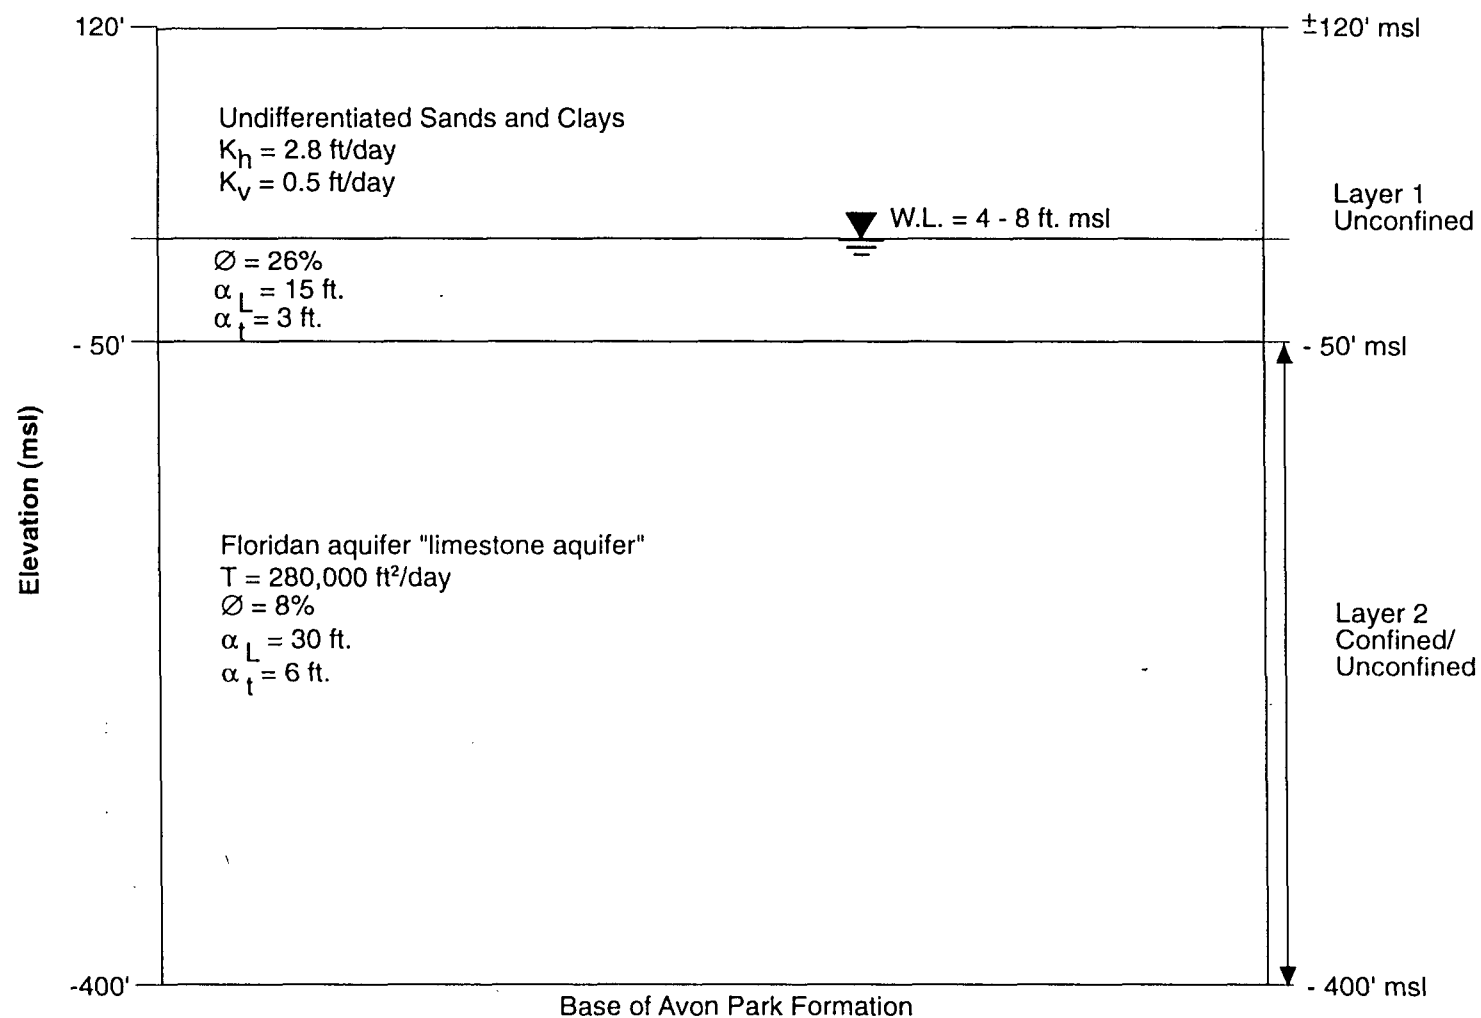 120'
±120' msl
Undifferentiated Sands and Clays
Kh = 2.8 ft/day
Kv = 0.5 ft/day
Layer 1
Unconfined
W.L. = 4 - 8 ft. msl
Ø = 26%
α L = 15 ft.
α t = 3 ft.
- 50'
- 50' msl
Elevation (msl)
Floridan aquifer "limestone aquifer"
T = 280,000 ft²/day
Ø = 8%
α L = 30 ft.
α t = 6 ft.
Layer 2
Confined/
Unconfined
-400'
- 400' msl
Base of Avon Park Formation